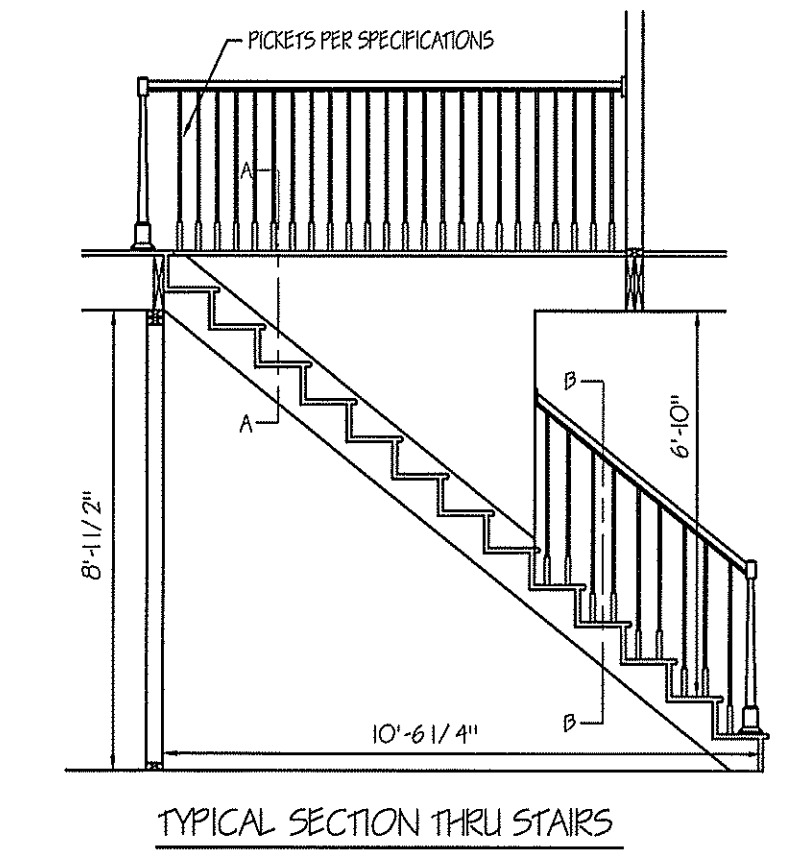 PICKETS PER SPECIFICATIONS
A
A
B
6'-10"
8'-1 1/2"
B
10'-6 1/4"
TYPICAL SECTION THRU STAIRS